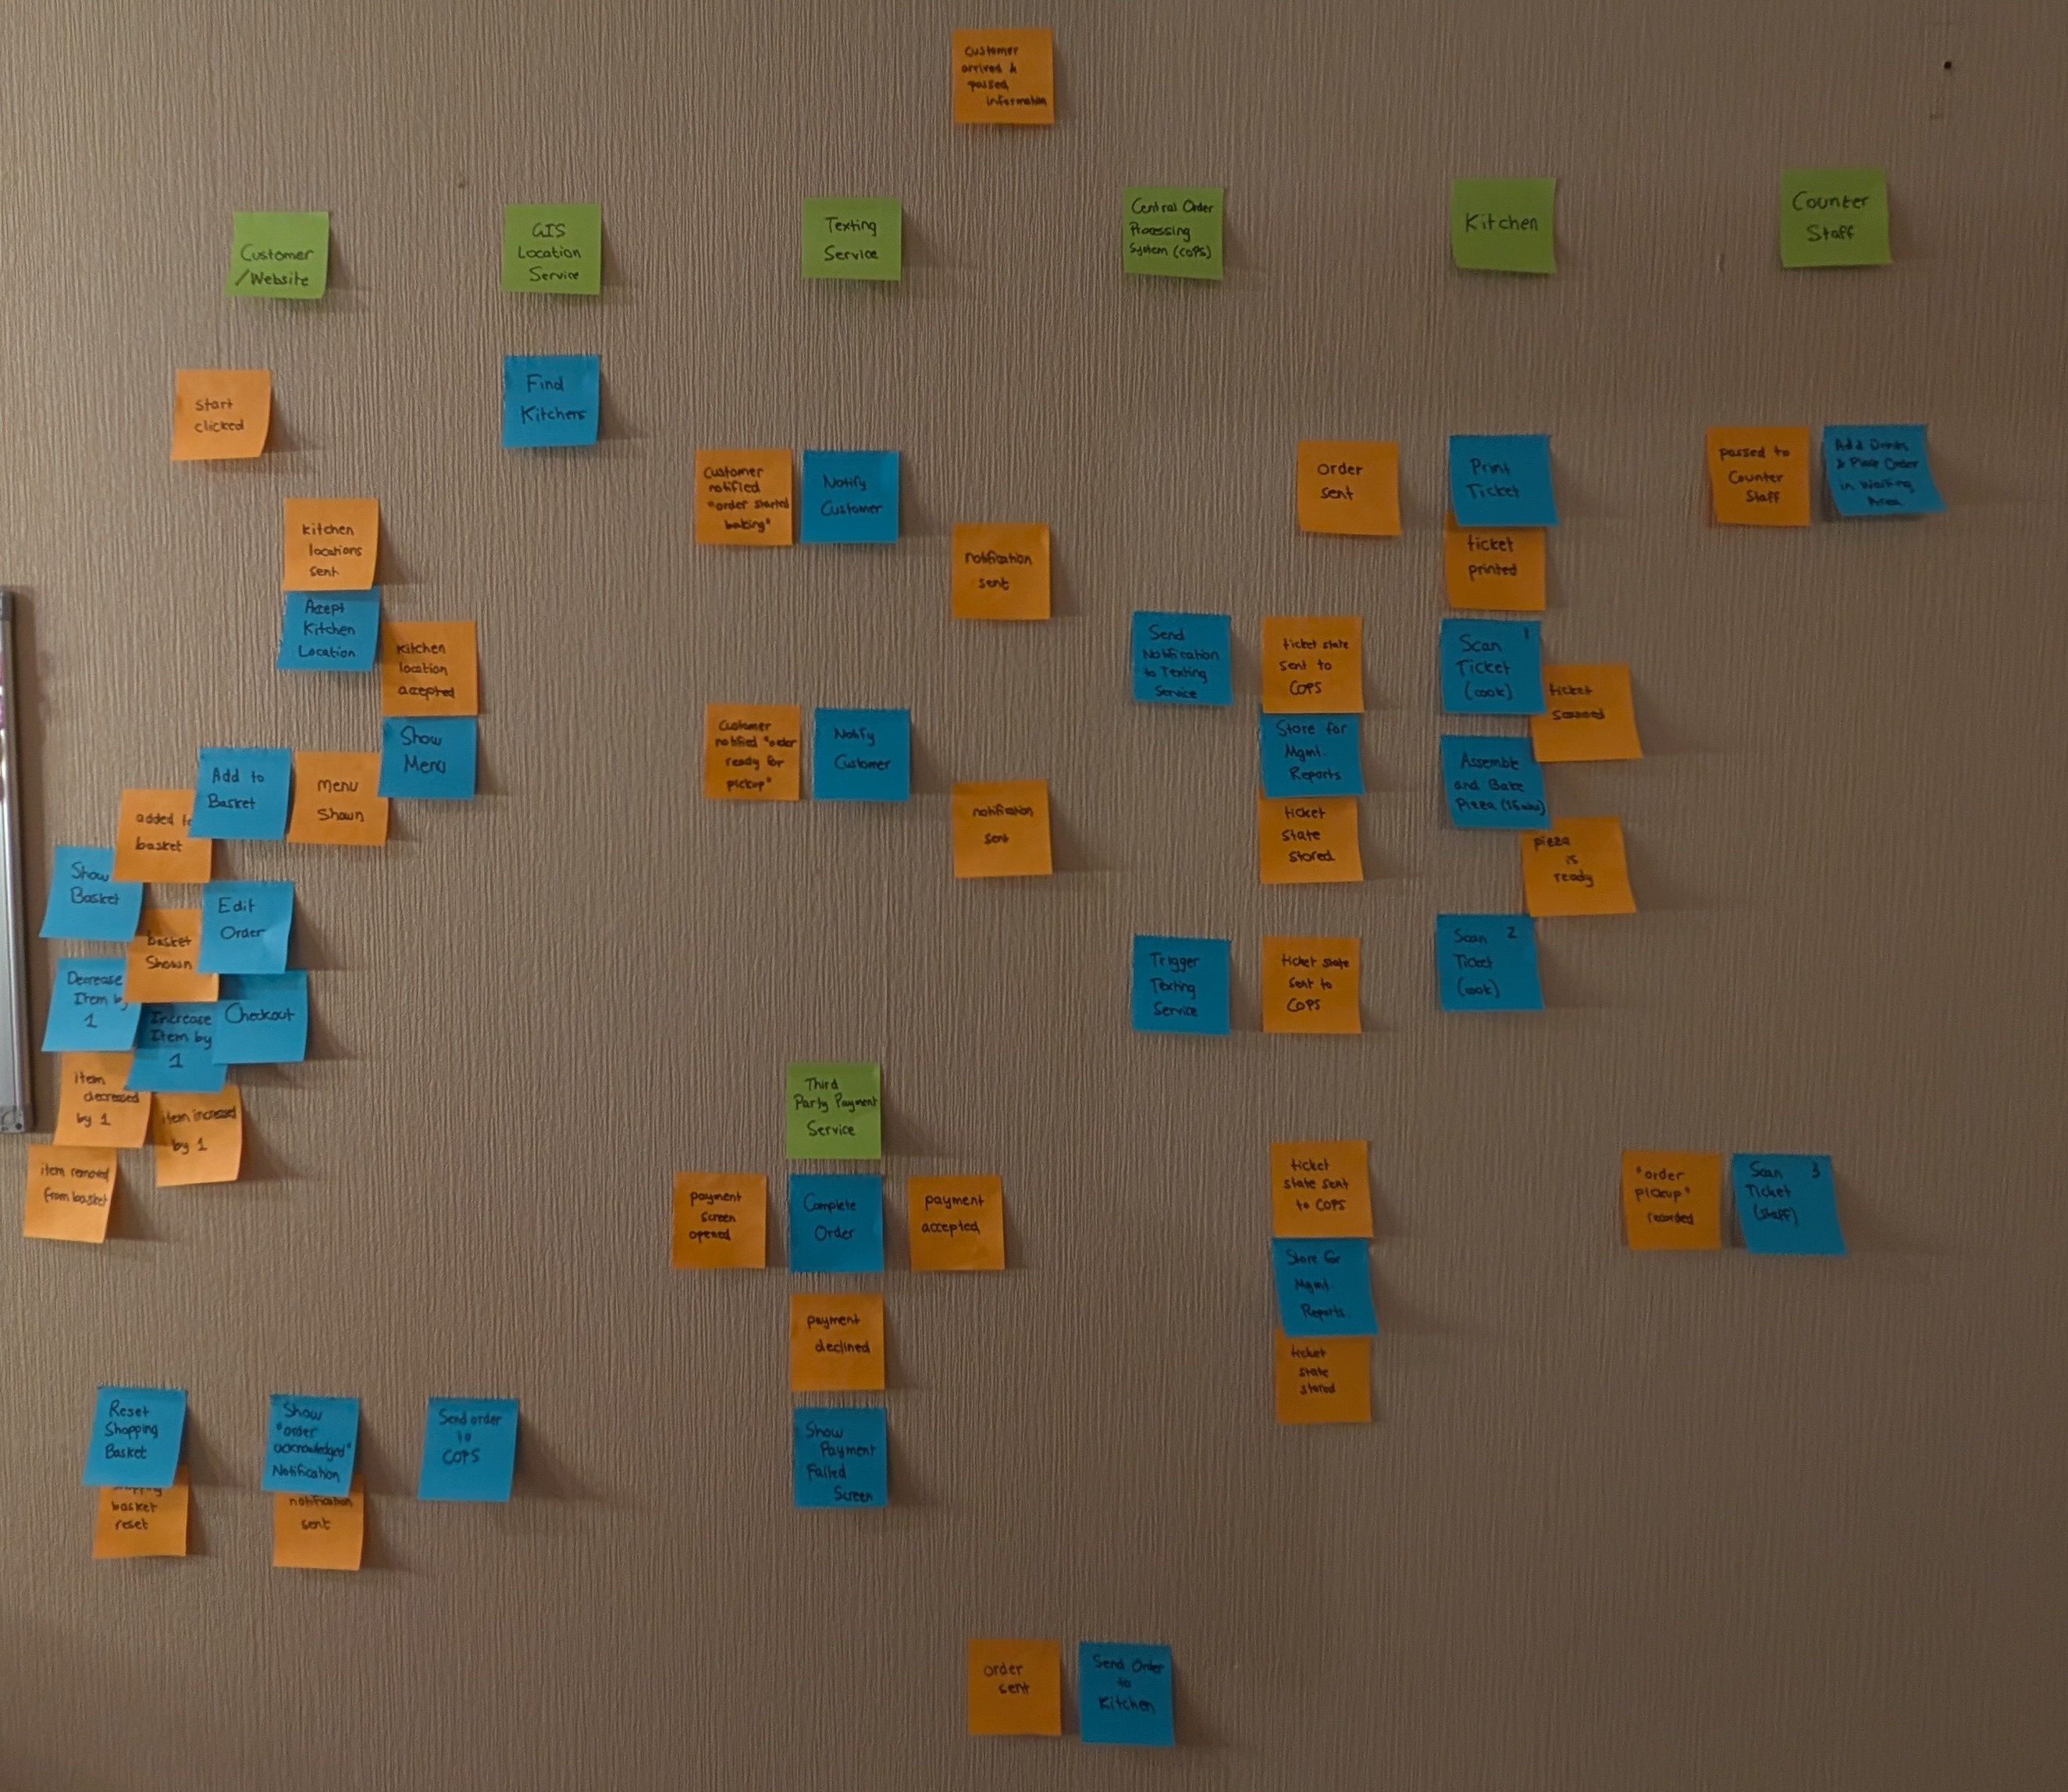 Customer
arrived &
passed
information
Customer
/Website
GIS
Location
Service
Texting
Service
Central Order
Processing
System (COPS)
Kitchen
Counter
Staff
Start
clicked
Find
Kitchens
kitchen
locations
sent
Accept
Kitchen
Location
kitchen
location
accepted
Show
Menu
Menu
Shown
Add to
Basket
added to
basket
Show
Basket
basket
Shown
Edit
Order
Decrease
Item by
1
Increase
Item by
1
Checkout
item
decreased
by 1
item increased
by 1
item removed
from basket
Customer
notified
"order started
baking"
Notify
Customer
notification
sent
Customer
notified "order
ready for
pickup"
Notify
Customer
notification
sent
Order
sent
Print
Ticket
ticket
printed
passed to
Counter
Staff
Add Drinks
& Place Order
in Waiting
Area
Send
Notification
to Texting
Service
ticket state
sent to
COPS
Store for
Mgmt.
Reports
ticket
state
stored
Scan 1
Ticket
(cook)
ticket
scanned
Assemble
and Bake
Pizza (15 mins)
pizza
is
ready
Trigger
Texting
Service
ticket state
sent to
COPS
Scan 2
Ticket
(cook)
Third
Party Payment
Service
payment
screen
opened
Complete
Order
payment
accepted
payment
declined
Show
Payment
Failed
Screen
ticket
state sent
to COPS
Store for
Mgmt.
Reports.
ticket
state
stored
"order
pickup"
recorded
Scan 3
Ticket
(staff)
Reset
Shopping
Basket
basket
reset
Show
"order
acknowledged"
Notification
notification
sent
Send order
to
COPS
order
sent
Send Order
to
Kitchen